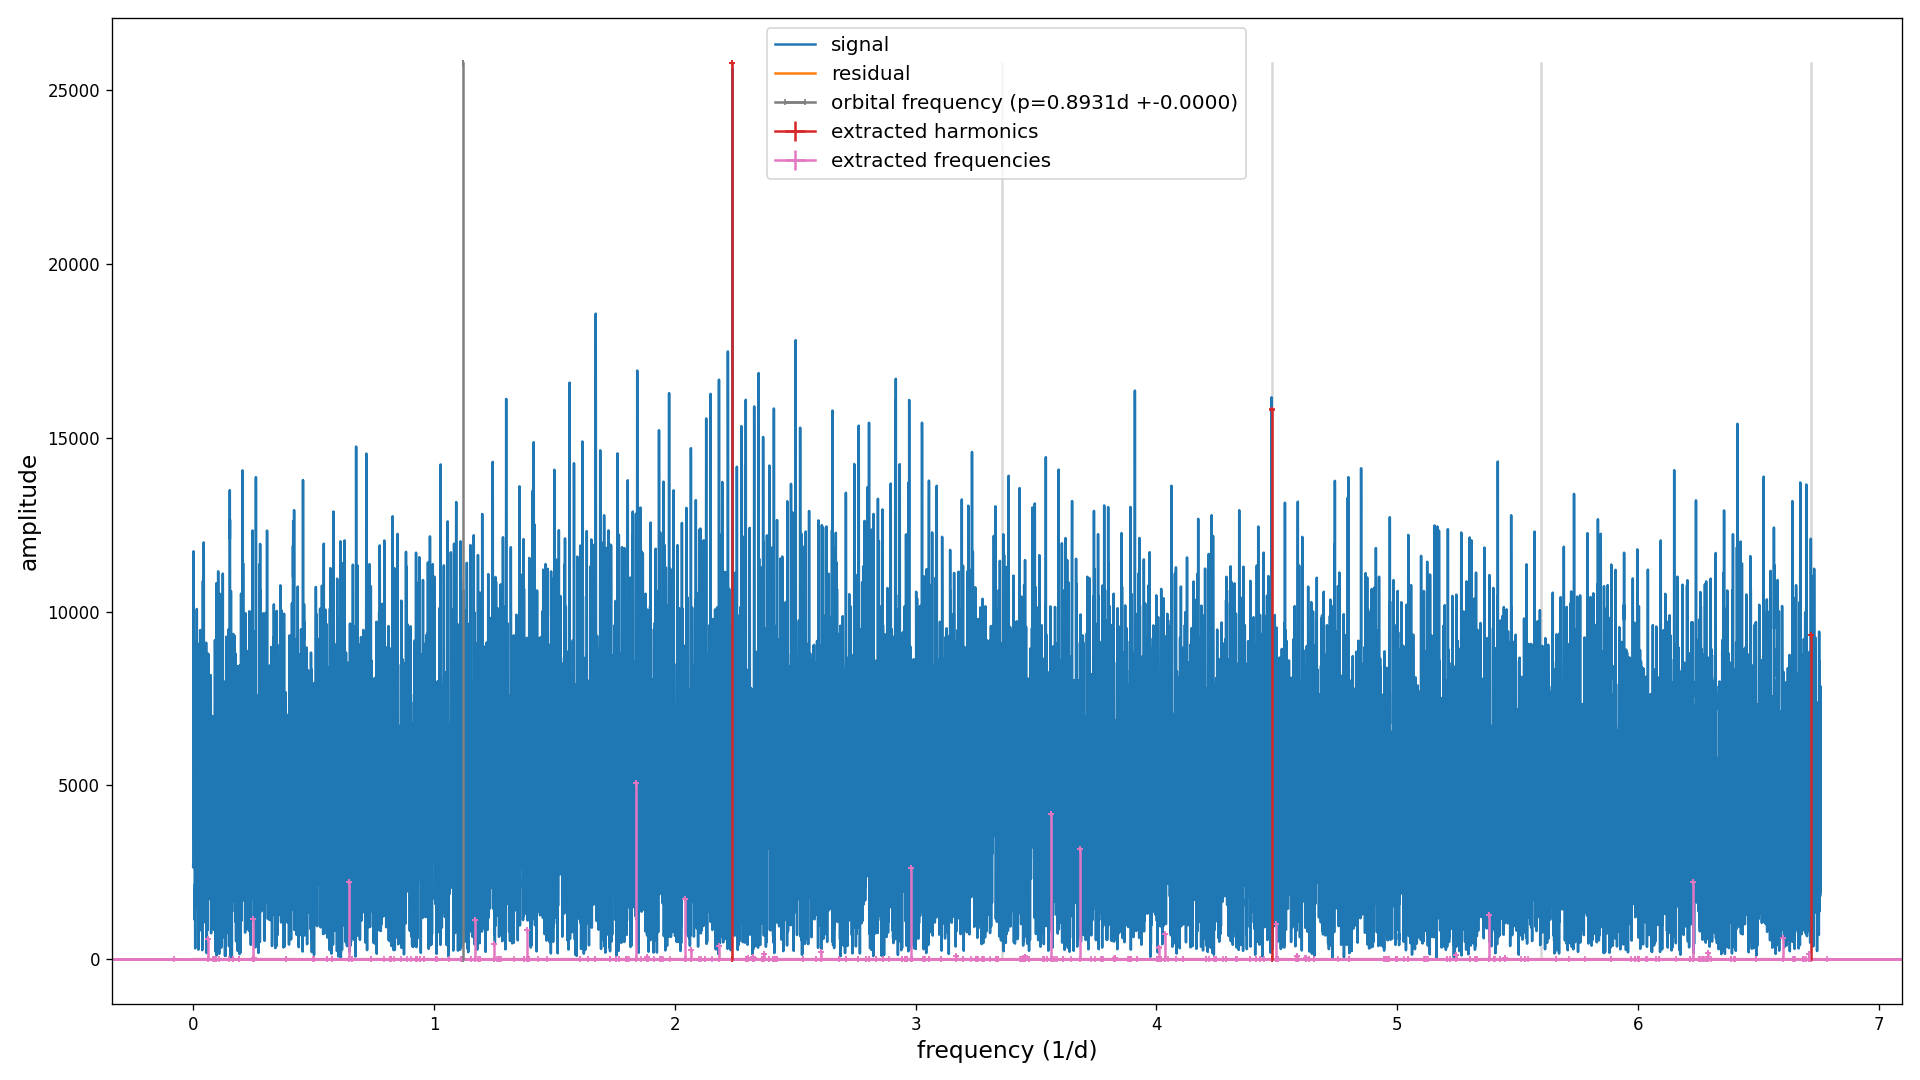 signal
residual
orbital frequency (p=0.8931d +-0.0000)
extracted harmonics
extracted frequencies
amplitude
25000
20000
15000
10000
5000
0
0 1 2 3 4 5 6 7
frequency (1/d)